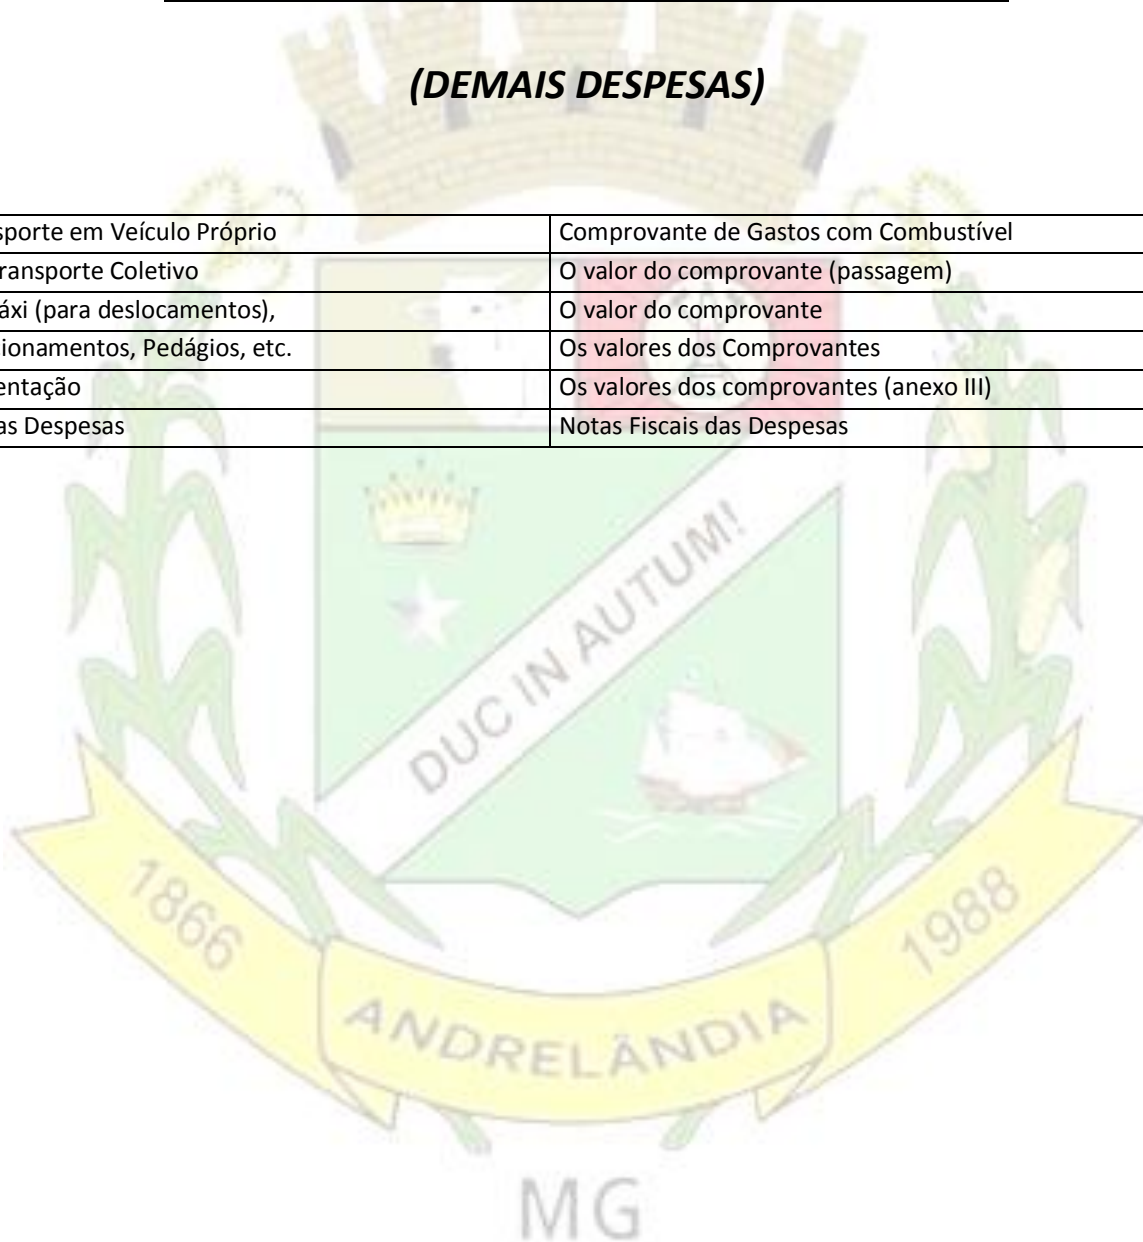 (DEMAIS DESPESAS)
sporte em Veículo Próprio Comprovante de Gastos com Combustível
ransporte Coletivo O valor do comprovante (passagem)
áxi (para deslocamentos), O valor do comprovante
ionamentos, Pedágios, etc. Os valores dos Comprovantes
entação Os valores dos comprovantes (anexo III)
as Despesas Notas Fiscais das Despesas
DUC IN AUTUM!
1866
1988
ANDRELÂNDIA
MG